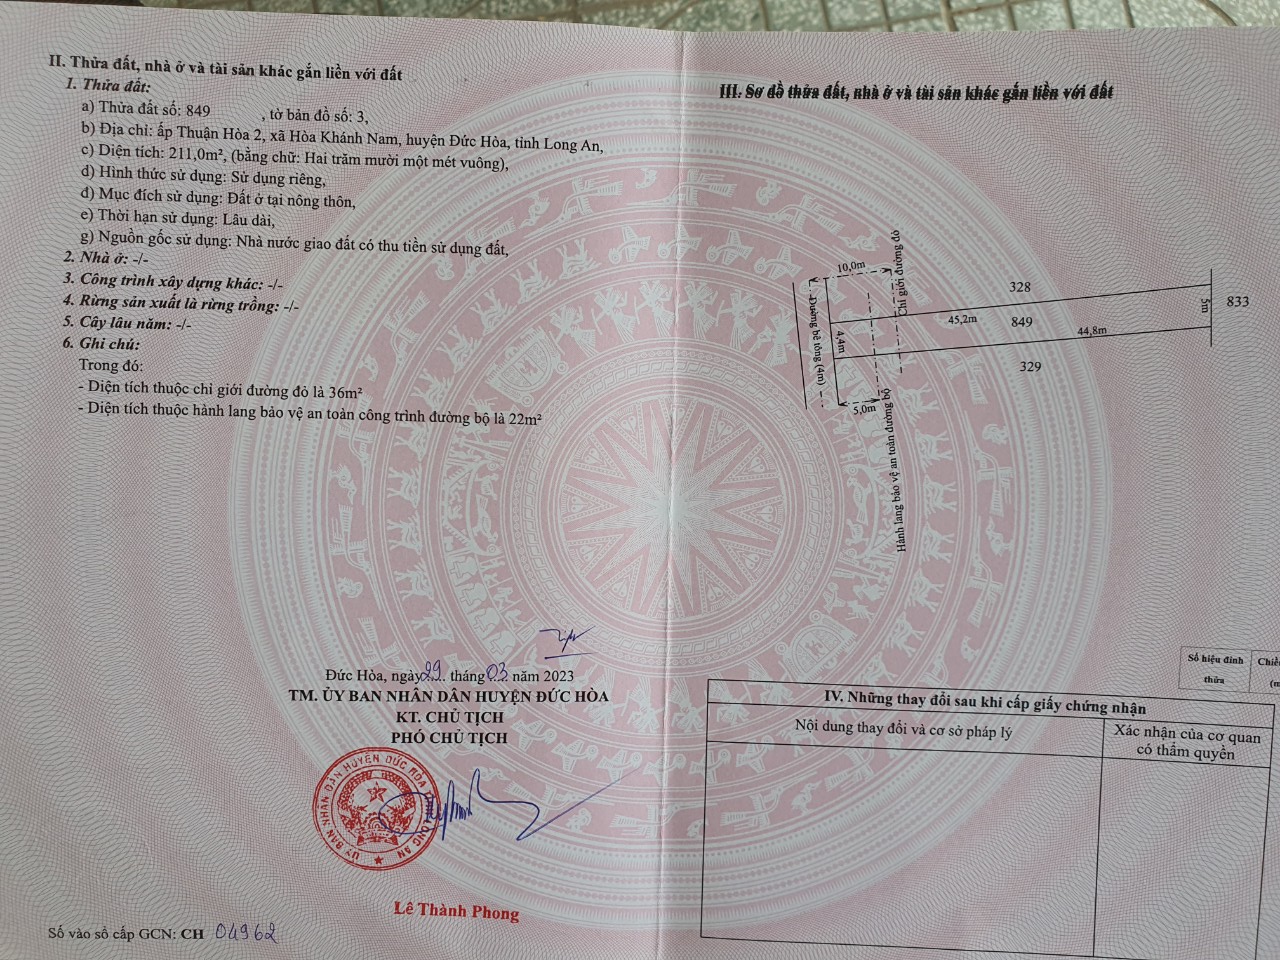 II. Thửa đất, nhà ở và tài sản khác gắn liền với đất
1. Thửa đất:
a) Thửa đất số: 849 , tờ bản đồ số: 3,
b) Địa chỉ: ấp Thuận Hòa 2, xã Hòa Khánh Nam, huyện Đức Hòa, tỉnh Long An,
c) Diện tích: 211,0m², (bằng chữ: Hai trăm mười một mét vuông),
d) Hình thức sử dụng: Sử dụng riêng,
đ) Mục đích sử dụng: Đất ở tại nông thôn,
e) Thời hạn sử dụng: Lâu dài,
g) Nguồn gốc sử dụng: Nhà nước giao đất có thu tiền sử dụng đất,
2. Nhà ở: -/-
3. Công trình xây dựng khác: -/-
4. Rừng sản xuất là rừng trồng: -/-
5. Cây lâu năm: -/-
6. Ghi chú:
Trong đó:
- Diện tích thuộc chỉ giới đường đỏ là 36m²
- Diện tích thuộc hành lang bảo vệ an toàn công trình đường bộ là 22m²
Đức Hòa, ngày 29 tháng 03 năm 2023
TM. ỦY BAN NHÂN DÂN HUYỆN ĐỨC HÒA
KT. CHỦ TỊCH
PHÓ CHỦ TỊCH
ỦY BAN NHÂN DÂN HUYỆN ĐỨC HÒA TỈNH LONG AN
Lê Thành Phong
Số vào sổ cấp GCN: CH 04962
III. Sơ đồ thửa đất, nhà ở và tài sản khác gắn liền với đất
10,0m
Chỉ giới đường đỏ
328
833
5m
Đường bê tông (4m)
4,4m
45,2m
849
44,8m
329
5,0m
Hành lang bảo vệ an toàn đường bộ
Số hiệu đỉnh
thửa
IV. Những thay đổi sau khi cấp giấy chứng nhận
Nội dung thay đổi và cơ sở pháp lý
Xác nhận của cơ quan
có thẩm quyền